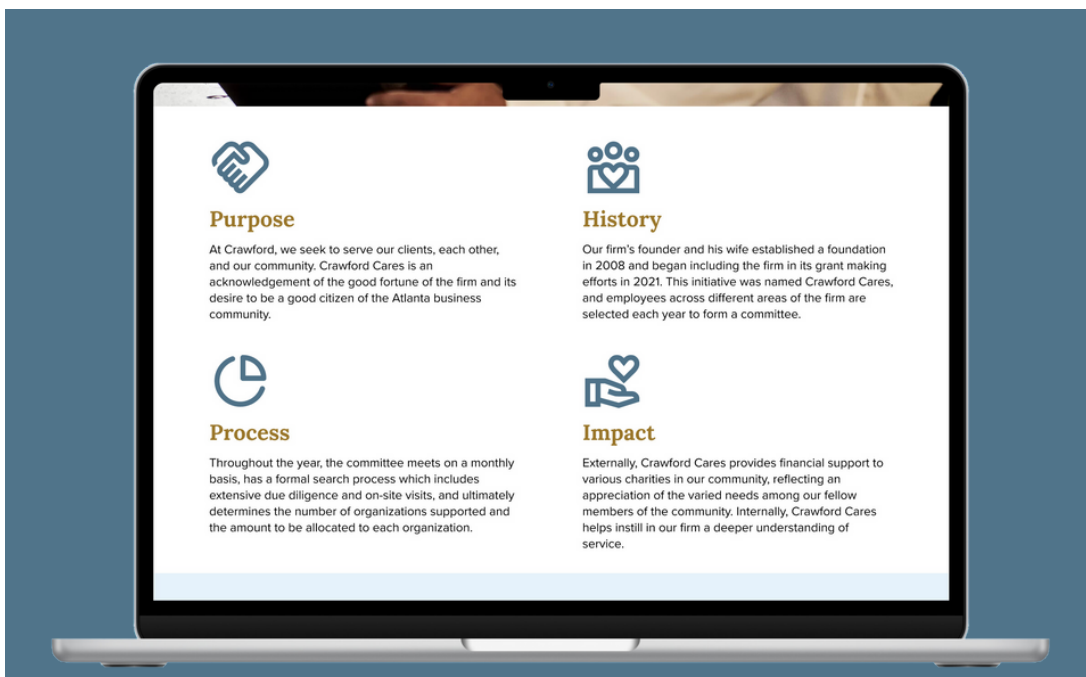 Purpose
At Crawford, we seek to serve our clients, each other,
and our community. Crawford Cares is an
acknowledgement of the good fortune of the firm and its
desire to be a good citizen of the Atlanta business
community.
History
Our firm's founder and his wife established a foundation
in 2008 and began including the firm in its grant making
efforts in 2021. This initiative was named Crawford Cares,
and employees across different areas of the firm are
selected each year to form a committee.
Process
Throughout the year, the committee meets on a monthly
basis, has a formal search process which includes
extensive due diligence and on-site visits, and ultimately
determines the number of organizations supported and
the amount to be allocated to each organization.
Impact
Externally, Crawford Cares provides financial support to
various charities in our community, reflecting an
appreciation of the varied needs among our fellow
members of the community. Internally, Crawford Cares
helps instill in our firm a deeper understanding of
service.